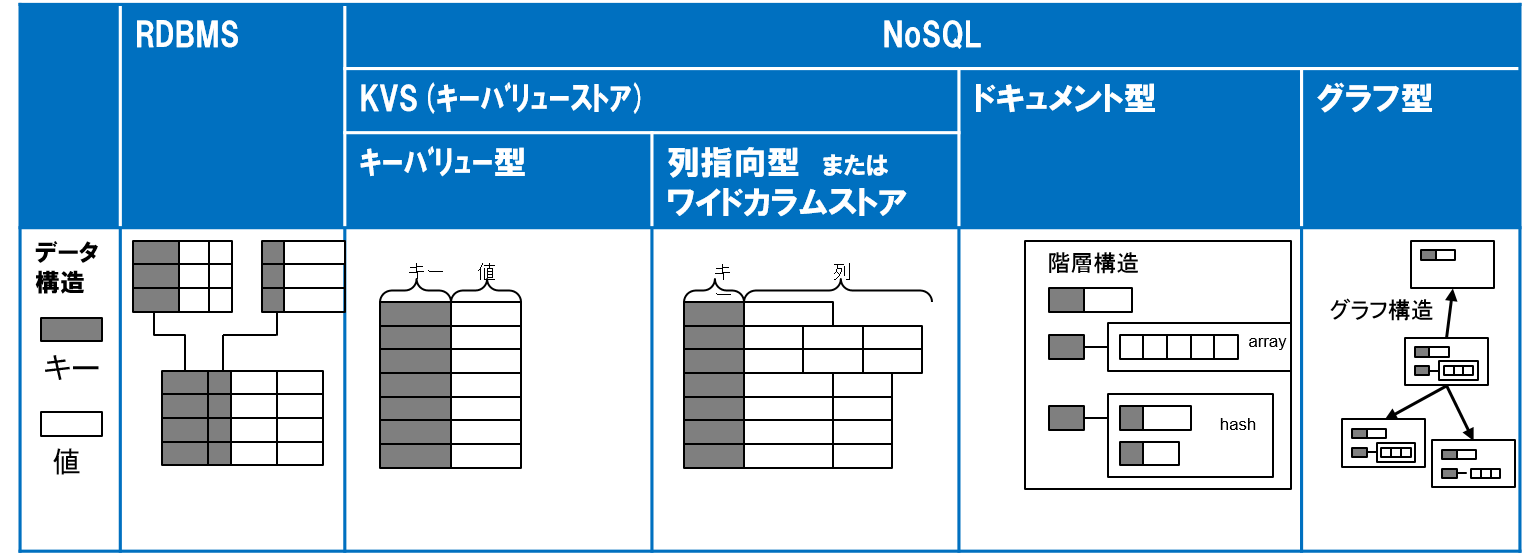 RDBMS
NoSQL
KVS (キーバリューストア)
ドキュメント型
グラフ型
キーバリュー型
列指向型 または
ワイドカラムストア
データ
構造
キー
値
キー
値
キ
ー
列
階層構造
array
hash
グラフ構造